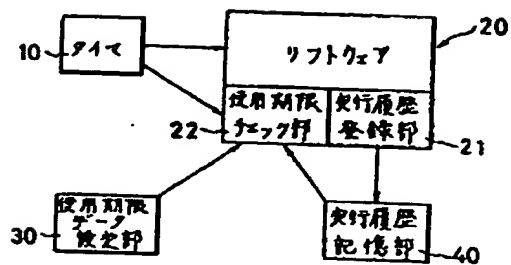 10 タイマ
ソフトウェア
20
使用期限
チェック部
22
実行履歴
登録部
21
使用期限
データ
設定部
30
実行履歴
記憶部
40